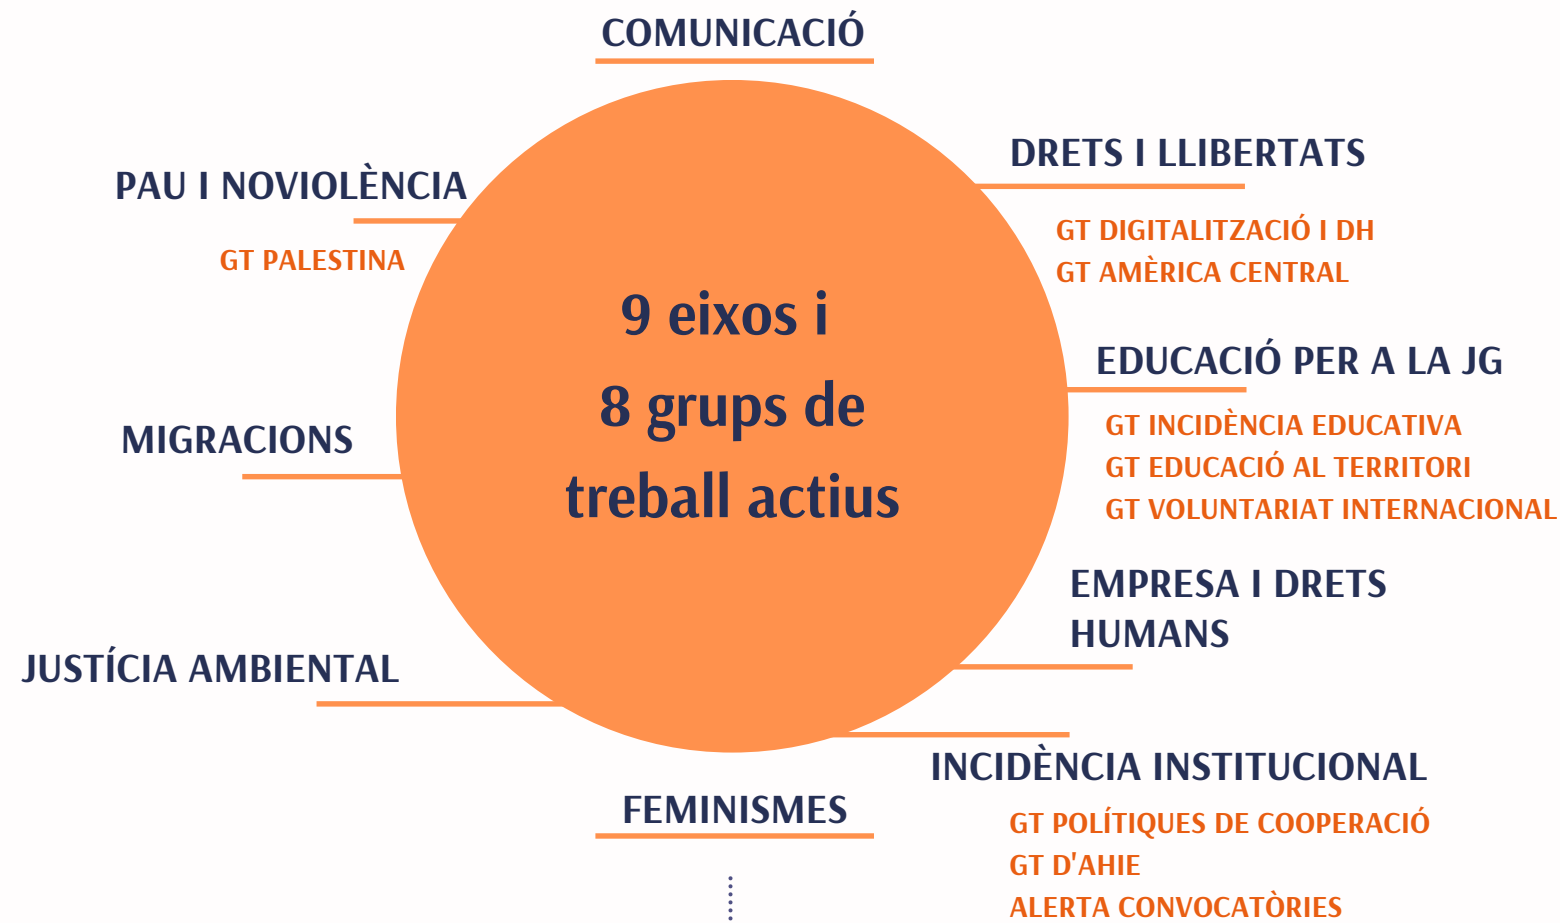 COMUNICACIÓ
DRETS I LLIBERTATS
GT DIGITALITZACIÓ I DH
GT AMÈRICA CENTRAL
EDUCACIÓ PER A LA JG
GT INCIDÈNCIA EDUCATIVA
GT EDUCACIÓ AL TERRITORI
GT VOLUNTARIAT INTERNACIONAL
EMPRESA I DRETS
HUMANS
INCIDÈNCIA INSTITUCIONAL
GT POLÍTIQUES DE COOPERACIÓ
GT D'AHIE
ALERTA CONVOCATÒRIES
FEMINISMES
JUSTÍCIA AMBIENTAL
MIGRACIONS
PAU I NOVIOLÈNCIA
GT PALESTINA
9 eixos i
8 grups de
treball actius